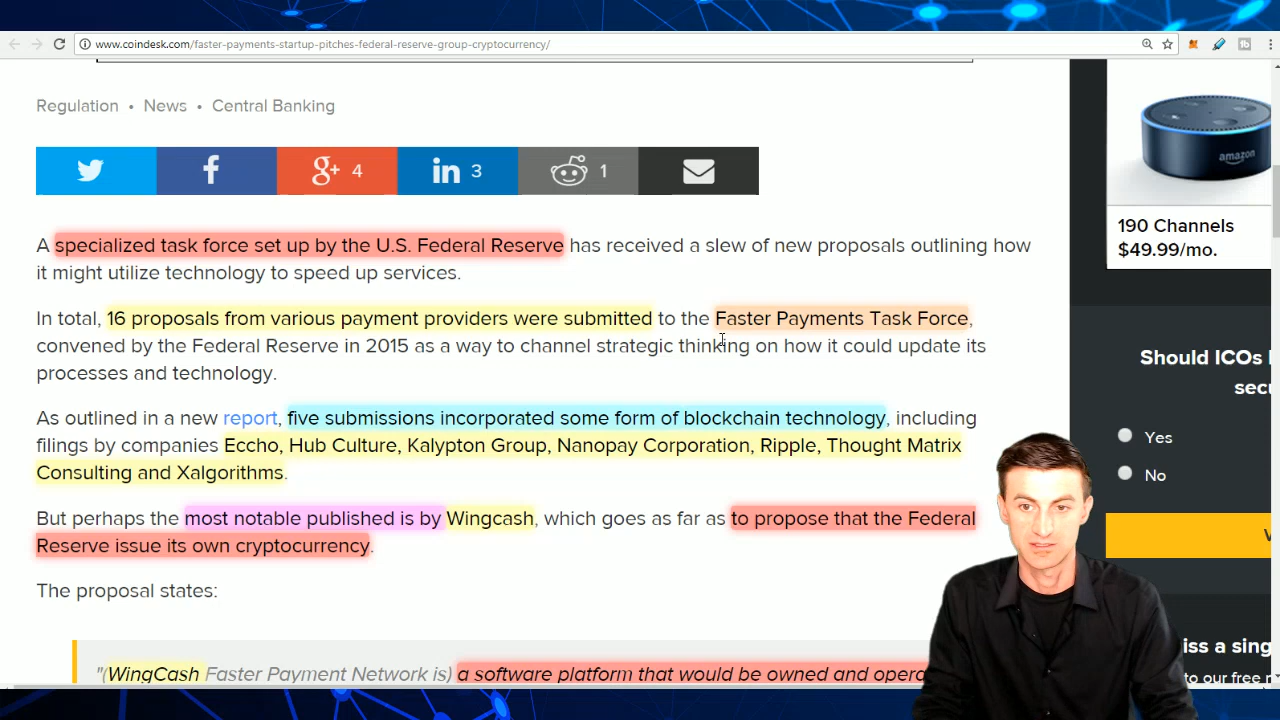 www.coindesk.com/faster-payments-startup-pitches-federal-reserve-group-cryptocurrency/
Regulation • News • Central Banking
4
3
1
A specialized task force set up by the U.S. Federal Reserve has received a slew of new proposals outlining how
it might utilize technology to speed up services.
In total, 16 proposals from various payment providers were submitted to the Faster Payments Task Force,
convened by the Federal Reserve in 2015 as a way to channel strategic thinking on how it could update its
processes and technology.
As outlined in a new report, five submissions incorporated some form of blockchain technology, including
filings by companies Eccho, Hub Culture, Kalypton Group, Nanopay Corporation, Ripple, Thought Matrix
Consulting and Xalgorithms.
But perhaps the most notable published is by Wingcash, which goes as far as to propose that the Federal
Reserve issue its own cryptocurrency.
The proposal states:
"(WingCash Faster Payment Network is) a software platform that would be owned and opera
amazon
190 Channels
$49.99/mo.
Should ICOs
secu
Yes
No
V
iss a sing
to our free n